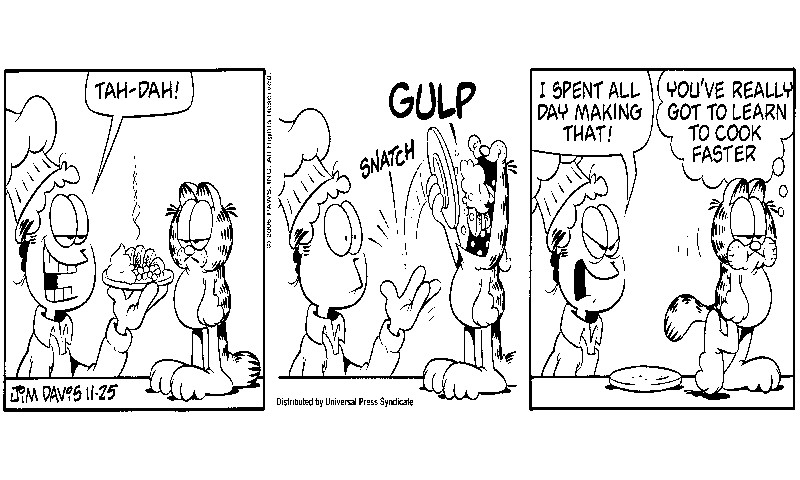 TAH-DAH!
JIM DAVIS 11-25
© 2006 PAWS, INC. All Rights Reserved.
GULP
SNATCH
Distributed by Universal Press Syndicate
I SPENT ALL
DAY MAKING
THAT!
YOU'VE REALLY
GOT TO LEARN
TO COOK
FASTER